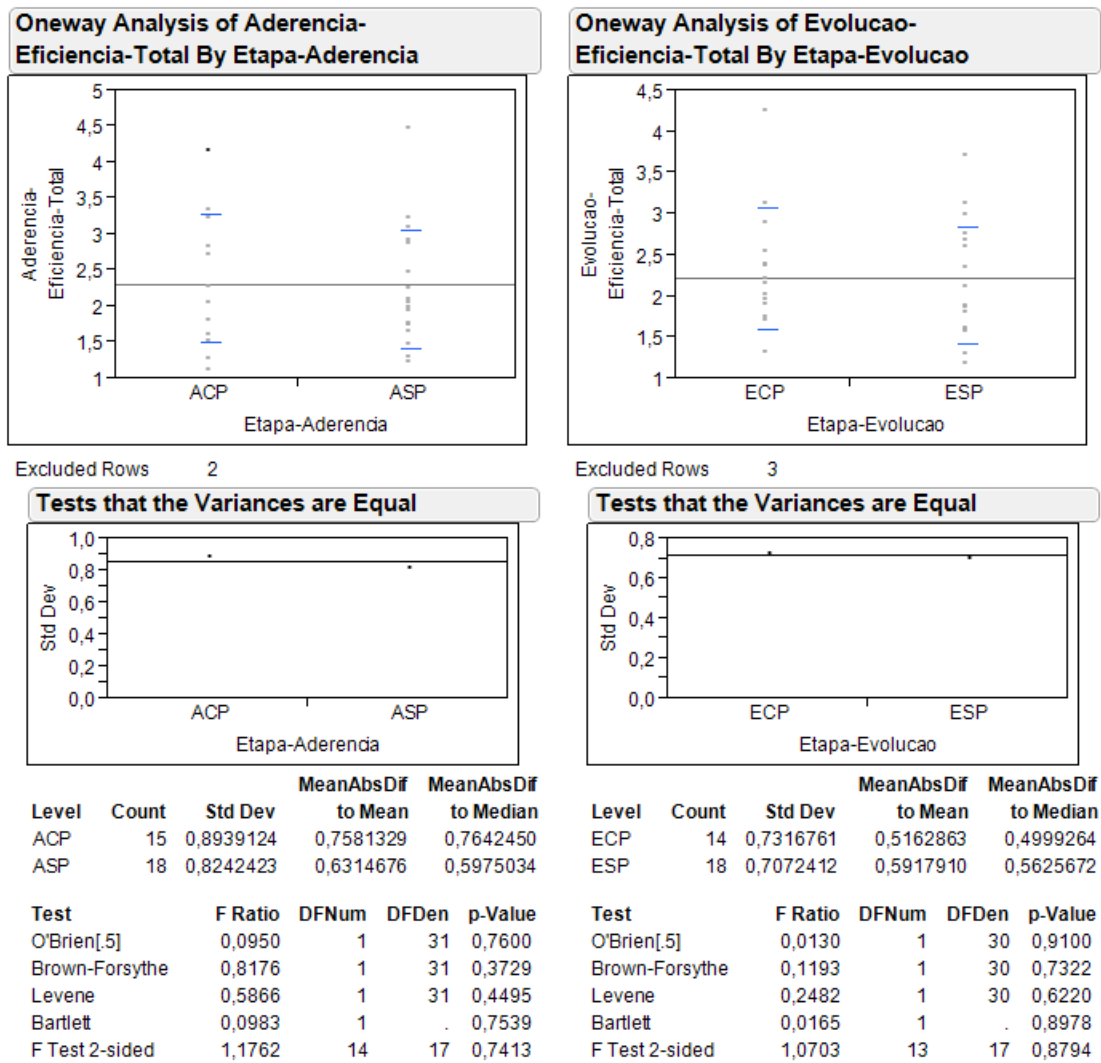 Oneway Analysis of Aderencia-
Eficiencia-Total By Etapa-Aderencia
5
4,5
4
3,5
3
2,5
2
1,5
1
Aderencia-
Eficiencia-Total
ACP
ASP
Etapa-Aderencia
Excluded Rows 2
Tests that the Variances are Equal
1,0
0,8
0,6
0,4
0,2
0,0
Std Dev
ACP
ASP
Etapa-Aderencia
MeanAbsDif MeanAbsDif
Level Count Std Dev to Mean to Median
ACP 15 0,8939124 0,7581329 0,7642450
ASP 18 0,8242423 0,6314676 0,5975034
Test F Ratio DFNum DFDen p-Value
O'Brien[.5] 0,0950 1 31 0,7600
Brown-Forsythe 0,8176 1 31 0,3729
Levene 0,5866 1 31 0,4495
Bartlett 0,0983 1 . 0,7539
F Test 2-sided 1,1762 14 17 0,7413
Oneway Analysis of Evolucao-
Eficiencia-Total By Etapa-Evolucao
4,5
4
3,5
3
2,5
2
1,5
1
Evolucao-
Eficiencia-Total
ECP
ESP
Etapa-Evolucao
Excluded Rows 3
Tests that the Variances are Equal
0,8
0,6
0,4
0,2
0,0
Std Dev
ECP
ESP
Etapa-Evolucao
MeanAbsDif MeanAbsDif
Level Count Std Dev to Mean to Median
ECP 14 0,7316761 0,5162863 0,4999264
ESP 18 0,7072412 0,5917910 0,5625672
Test F Ratio DFNum DFDen p-Value
O'Brien[.5] 0,0130 1 30 0,9100
Brown-Forsythe 0,1193 1 30 0,7322
Levene 0,2482 1 30 0,6220
Bartlett 0,0165 1 . 0,8978
F Test 2-sided 1,0703 13 17 0,8794